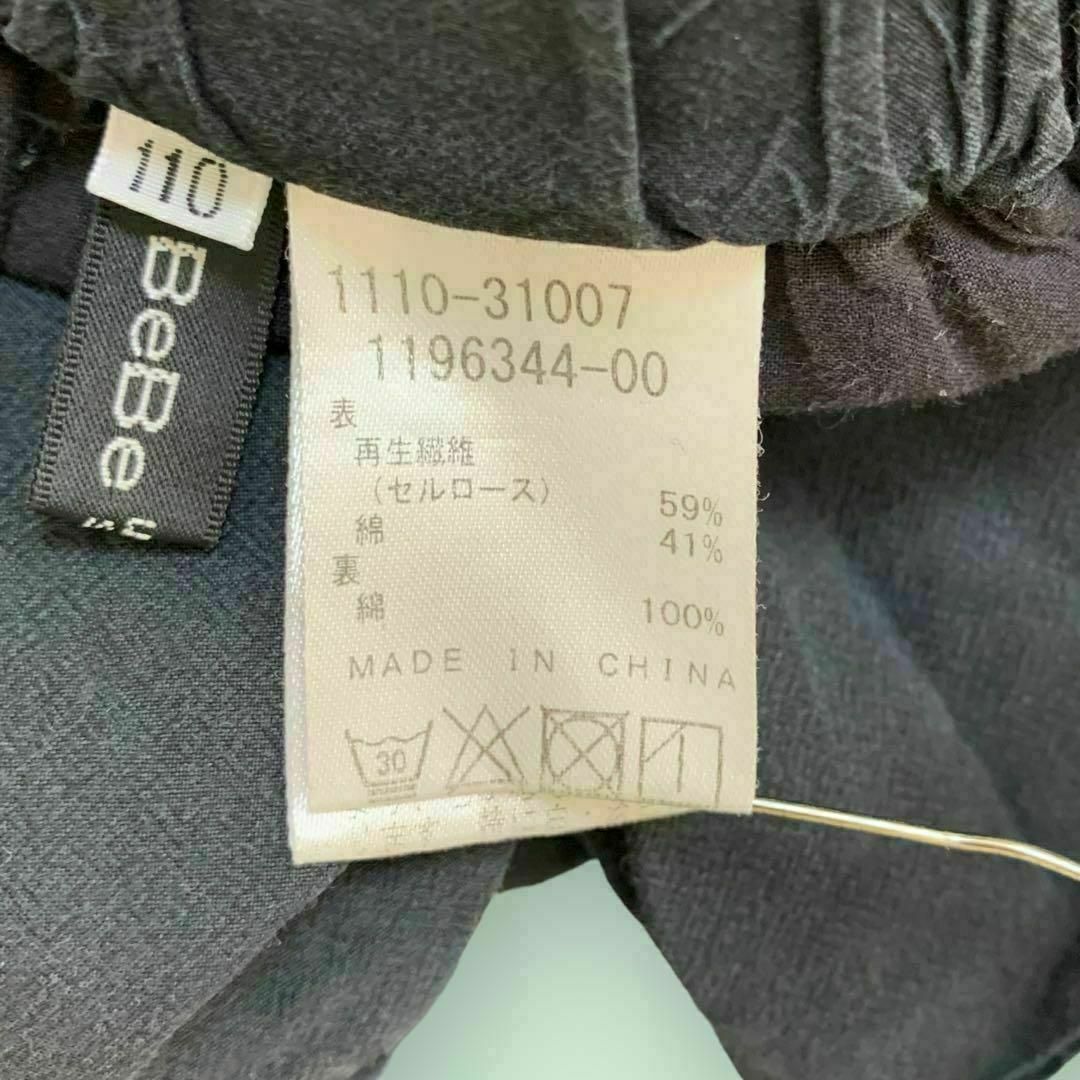 110
BeBe
1110-31007
1196344-00
表
再生繊維
(セルロース) 59%
綿 41%
裏
綿 100%
MADE IN CHINA
30